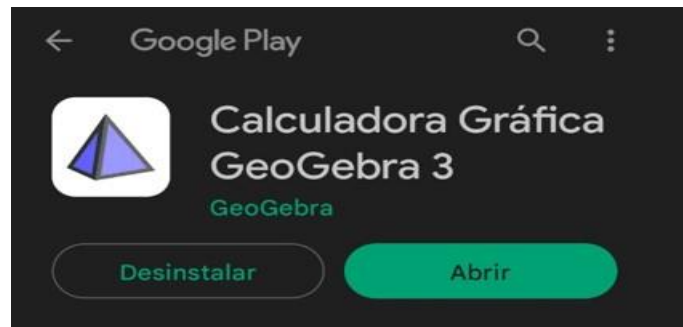 Google Play
Calculadora Gráfica
GeoGebra 3
GeoGebra
Desinstalar
Abrir